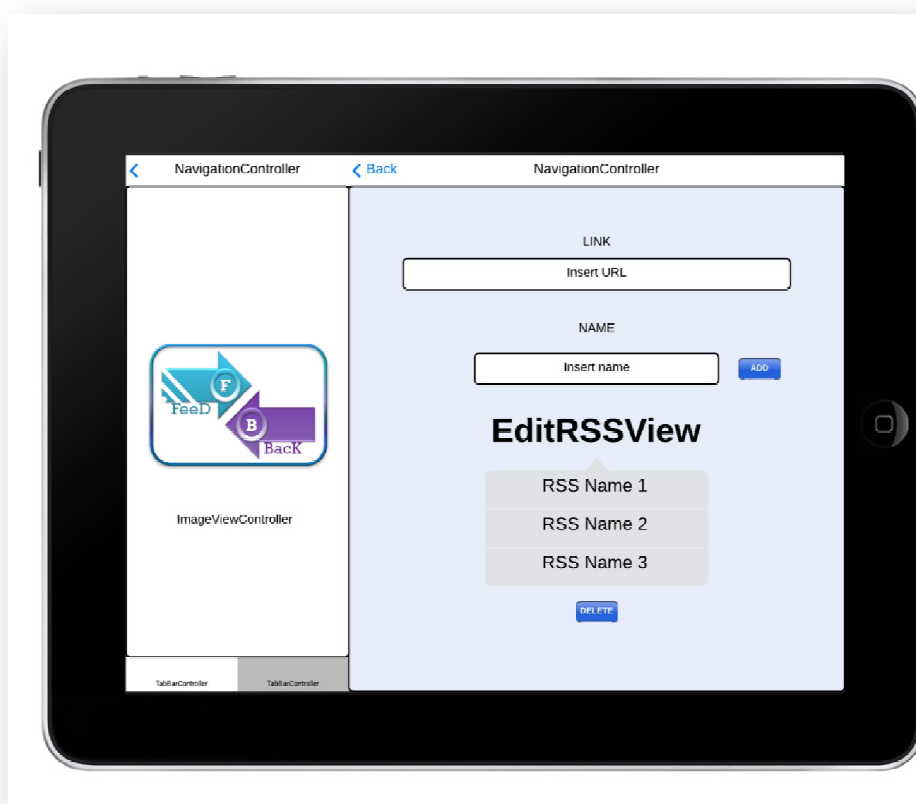 NavigationController
Back
NavigationController
F
FeeD
B
BacK
ImageViewController
TabBarController
TabBarController
LINK
Insert URL
NAME
Insert name
ADD
EditRSSView
RSS Name 1
RSS Name 2
RSS Name 3
DELETE